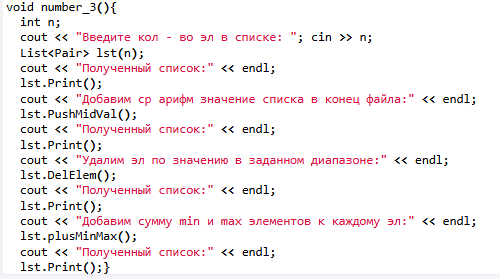 void number_3(){
int n;
cout << "Введите кол - во эл в списке: "; cin >> n;
List<Pair> lst(n);
cout << "Полученный список:" << endl;
lst.Print();
cout << "Добавим ср арифм значение списка в конец файла:" << endl;
lst.PushMidVal();
cout << "Полученный список:" << endl;
lst.Print();
cout << "Удалим эл по значению в заданном диапазоне:" << endl;
lst.DelElem();
cout << "Полученный список:" << endl;
lst.Print();
cout << "Добавим сумму min и max элементов к каждому эл:" << endl;
lst.plusMinMax();
cout << "Полученный список:" << endl;
lst.Print();}